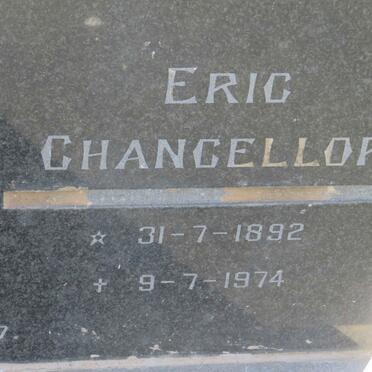 ERIC
CHANCELLOR
☆ 31-7-1892
✝ 9-7-1974